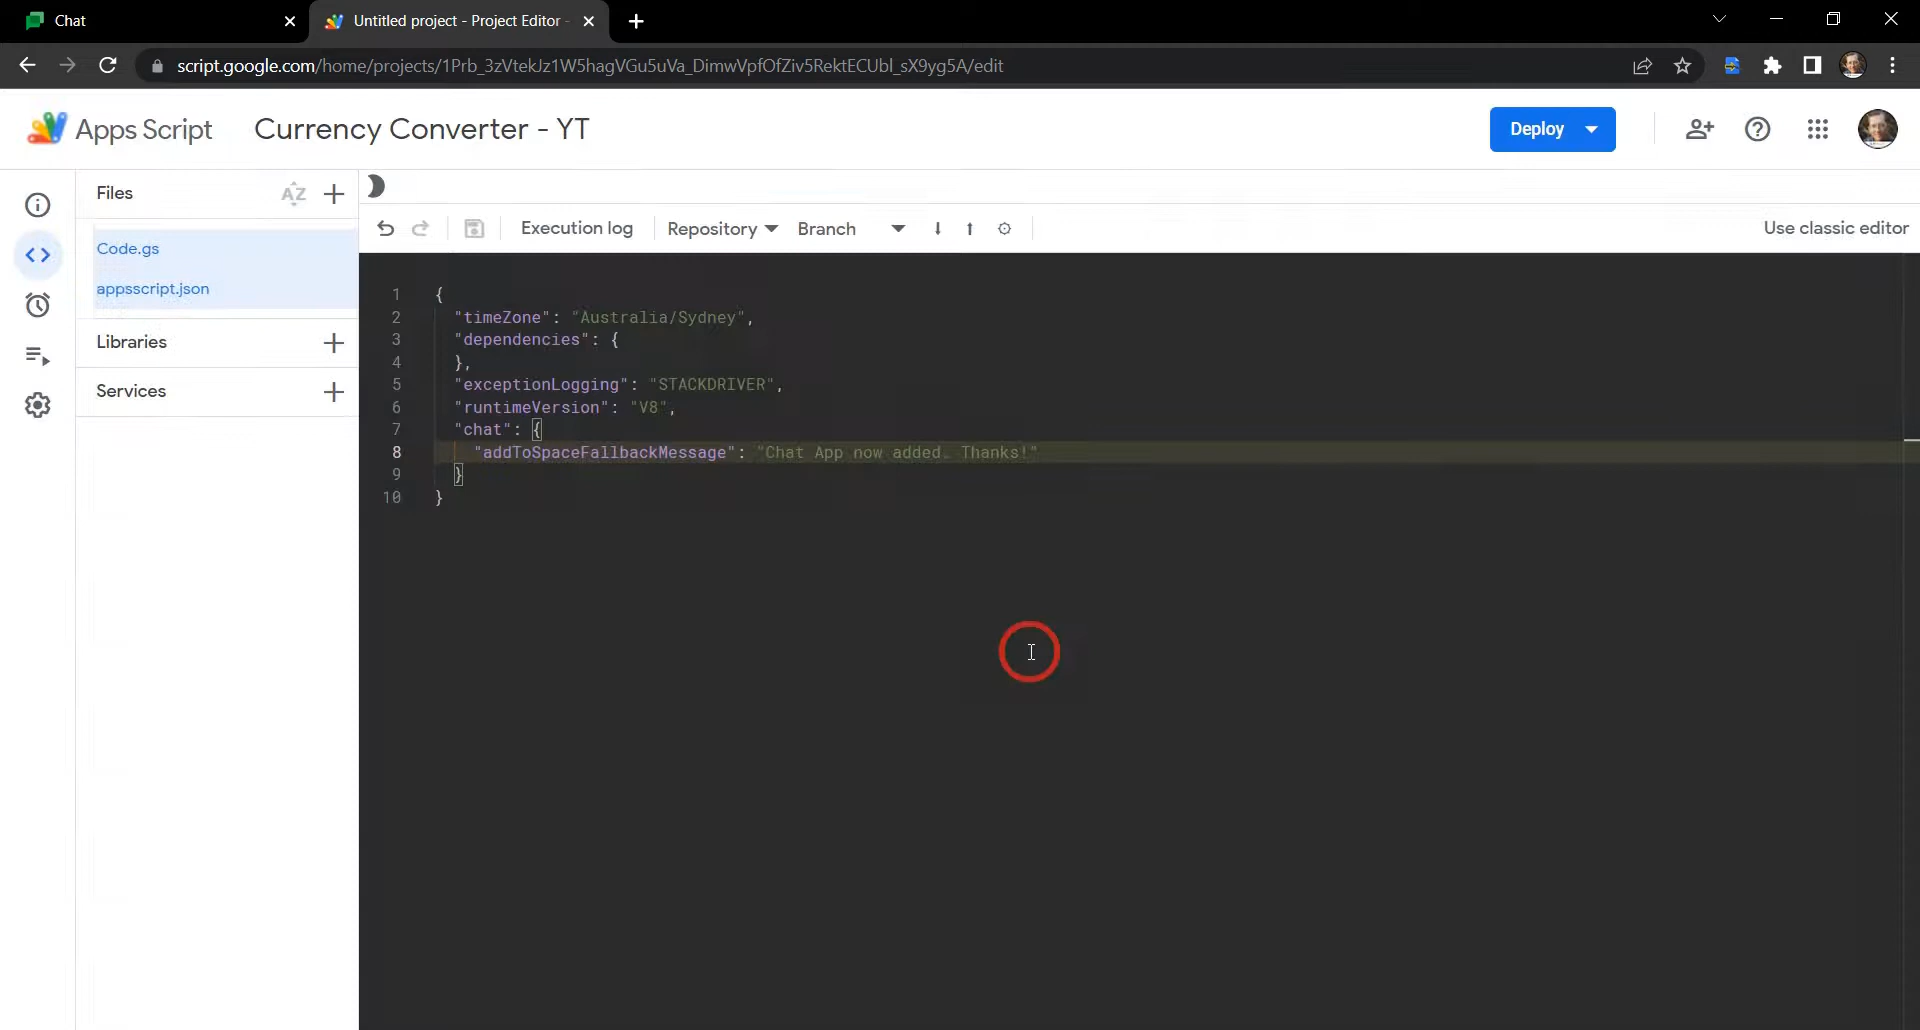 Chat
Untitled project - Project Editor -
script.google.com/home/projects/1Prb_3zVtekJz1W5hagVGu5uVa_DimwVpfOfZiv5RektECUbl_sX9yg5A/edit
Apps Script
Currency Converter - YT
Deploy
Files
AZ
Execution log
Repository
Branch
Use classic editor
Code.gs
appsscript.json
Libraries
Services
1 {
2 "timeZone": "Australia/Sydney",
3 "dependencies": {
4 },
5 "exceptionLogging": "STACKDRIVER",
6 "runtimeVersion": "V8",
7 "chat": {
8 "addToSpaceFallbackMessage": "Chat App now added. Thanks!"
9 }
10 }